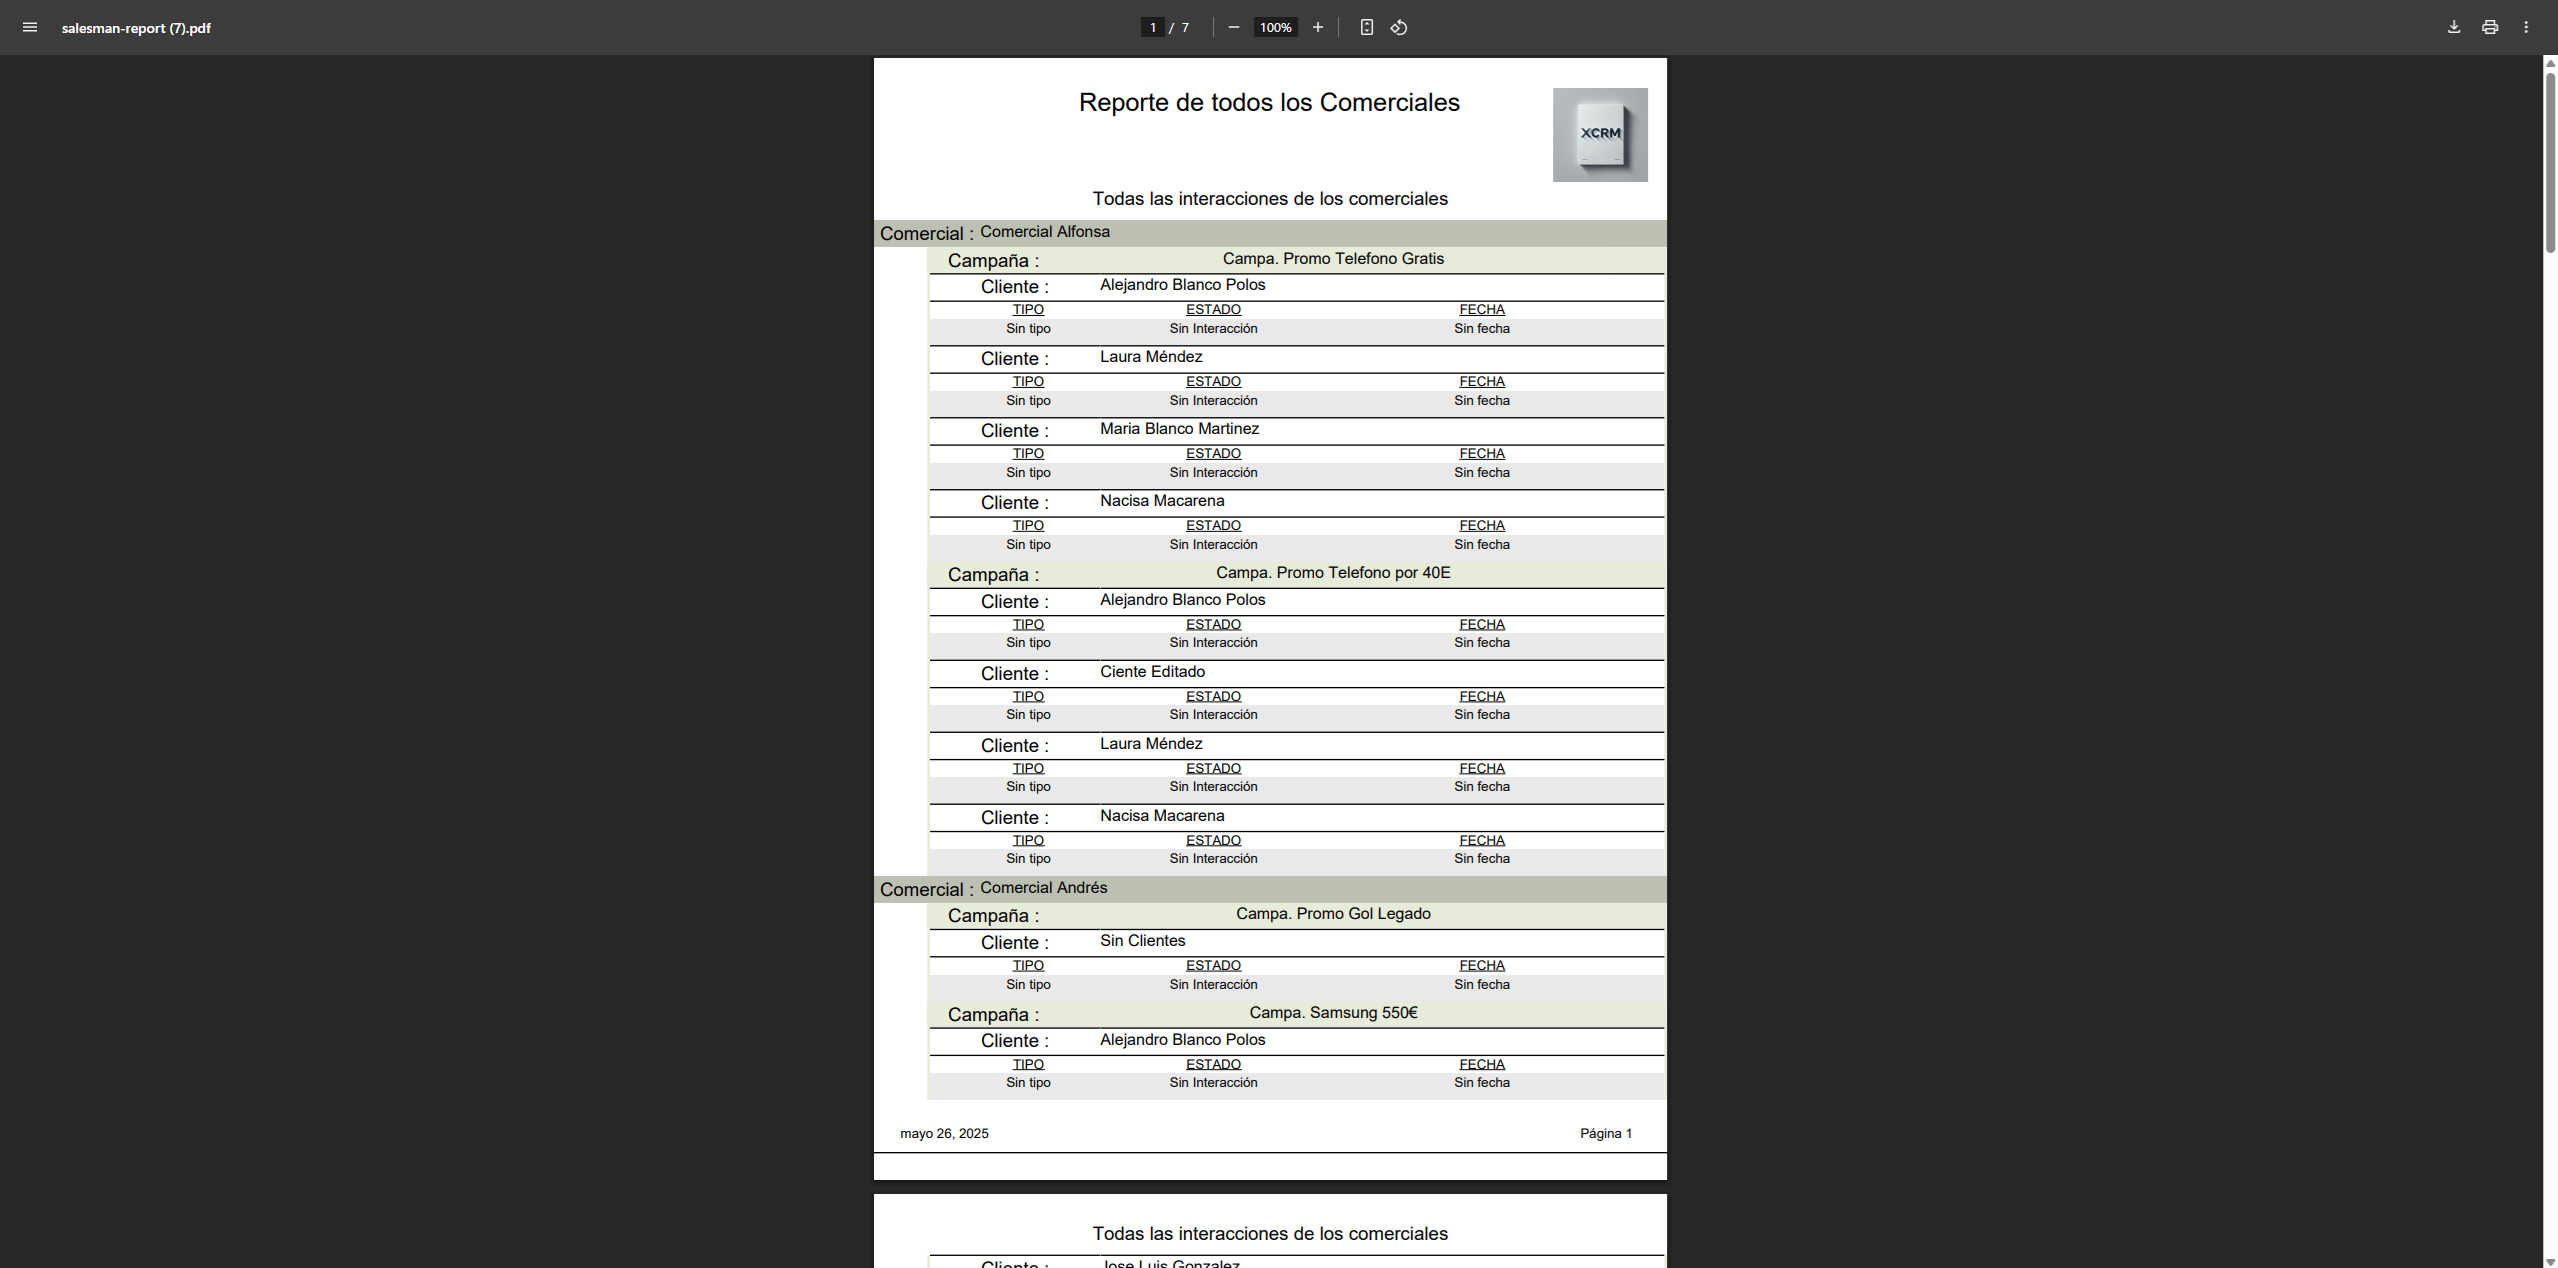 salesman-report (7).pdf
1 / 7
100%
Reporte de todos los Comerciales
XCRM
Todas las interacciones de los comerciales
Comercial : Comercial Alfonsa
Campaña : Campa. Promo Telefono Gratis
Cliente : Alejandro Blanco Polos
TIPO ESTADO FECHA
Sin tipo Sin Interacción Sin fecha
Cliente : Laura Méndez
TIPO ESTADO FECHA
Sin tipo Sin Interacción Sin fecha
Cliente : Maria Blanco Martinez
TIPO ESTADO FECHA
Sin tipo Sin Interacción Sin fecha
Cliente : Nacisa Macarena
TIPO ESTADO FECHA
Sin tipo Sin Interacción Sin fecha
Campaña : Campa. Promo Telefono por 40E
Cliente : Alejandro Blanco Polos
TIPO ESTADO FECHA
Sin tipo Sin Interacción Sin fecha
Cliente : Ciente Editado
TIPO ESTADO FECHA
Sin tipo Sin Interacción Sin fecha
Cliente : Laura Méndez
TIPO ESTADO FECHA
Sin tipo Sin Interacción Sin fecha
Cliente : Nacisa Macarena
TIPO ESTADO FECHA
Sin tipo Sin Interacción Sin fecha
Comercial : Comercial Andrés
Campaña : Campa. Promo Gol Legado
Cliente : Sin Clientes
TIPO ESTADO FECHA
Sin tipo Sin Interacción Sin fecha
Campaña : Campa. Samsung 550€
Cliente : Alejandro Blanco Polos
TIPO ESTADO FECHA
Sin tipo Sin Interacción Sin fecha
mayo 26, 2025 Página 1
Todas las interacciones de los comerciales
Cliente : Jose Luis Gonzalez